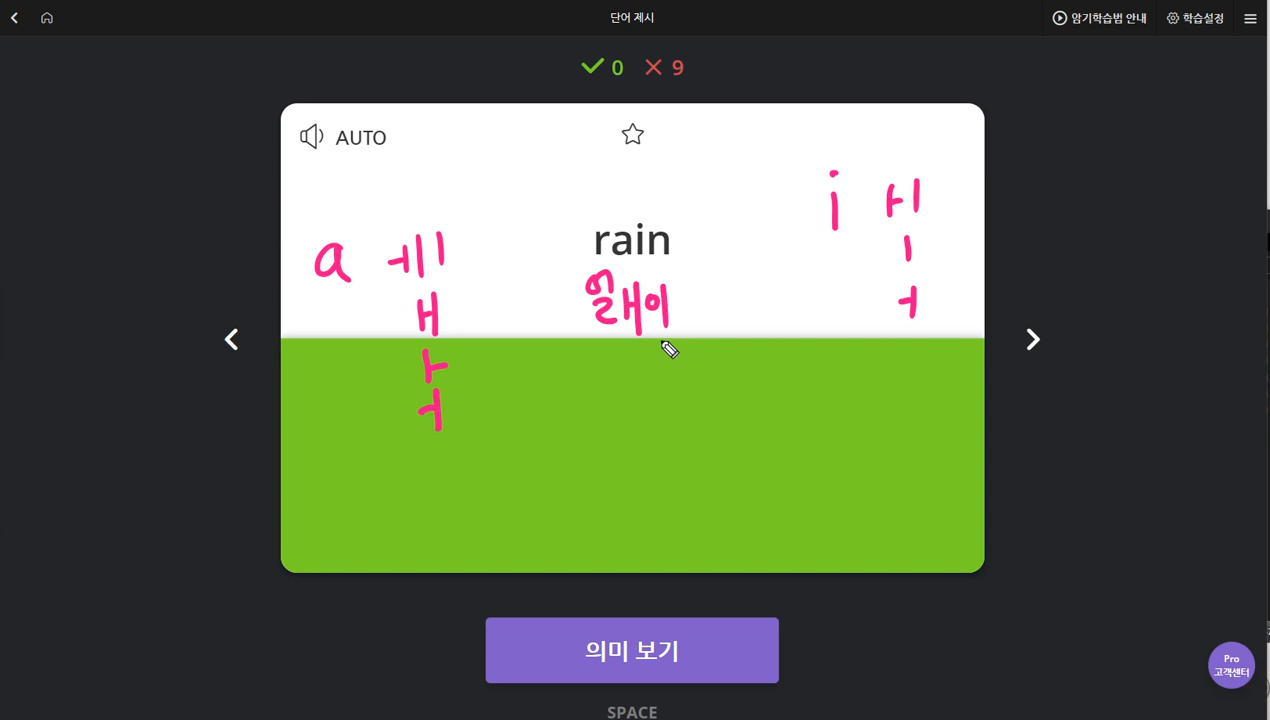 단어 제시
암기학습법 안내
학습설정
0
9
AUTO
rain
a ㅔㅣ
ㅐ
ㅏ
ㅓ
i ㅐ
ㅣ
ㅓ
의미 보기
SPACE
Pro
고객센터